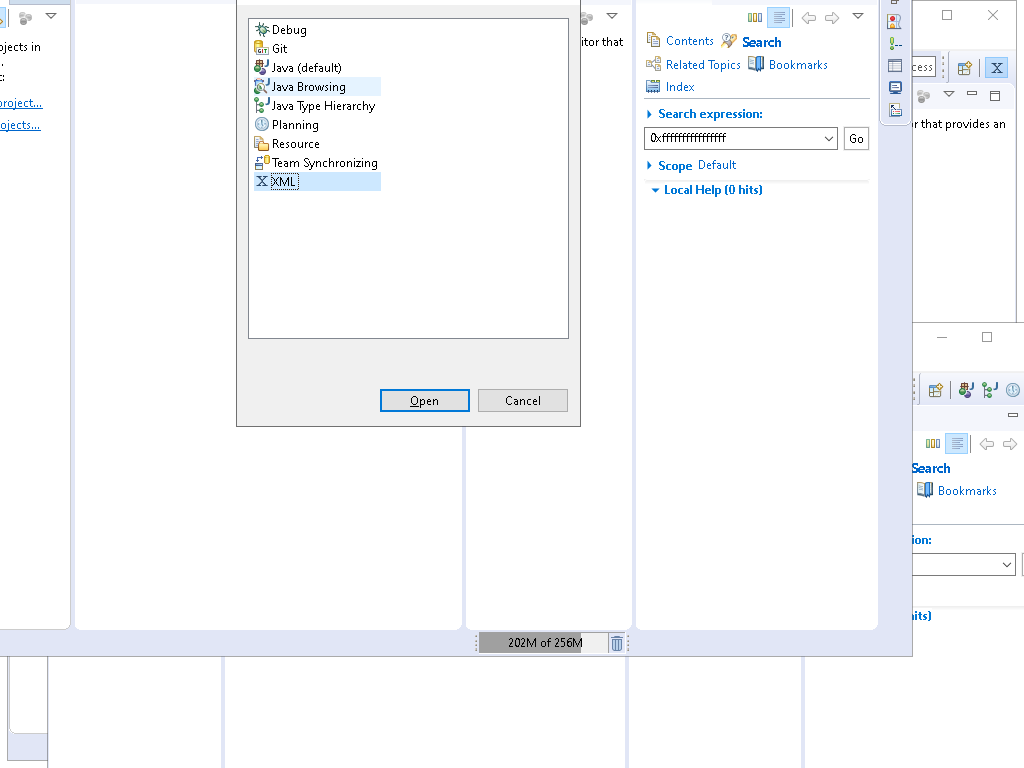 ojects in
.
c:
project...
ojects...
Debug
Git
Java (default)
Java Browsing
Java Type Hierarchy
Planning
Resource
Team Synchronizing
XML
Open
Cancel
itor that
Contents
Search
Related Topics
Bookmarks
Index
Search expression:
0xffffffffffffffff
Go
Scope Default
Local Help (0 hits)
202M of 256M
cess
X
or that provides an
Search
Bookmarks
ion:
hits)